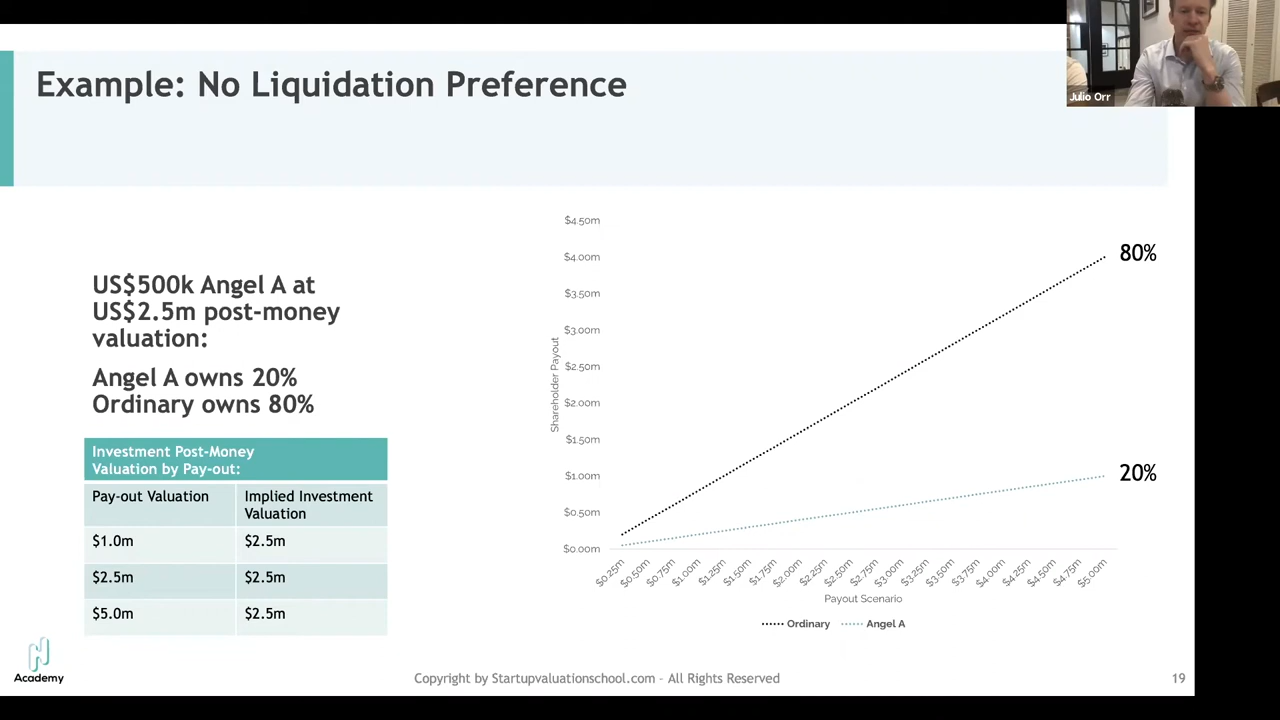 Example: No Liquidation Preference
Julio Orr
US$500k Angel A at
US$2.5m post-money
valuation:
Angel A owns 20%
Ordinary owns 80%
Investment Post-Money
Valuation by Pay-out:
Pay-out Valuation
Implied Investment
Valuation
$1.0m
$2.5m
$2.5m
$2.5m
$5.0m
$2.5m
$4.50m
$4.00m
$3.50m
$3.00m
$2.50m
$2.00m
$1.50m
$1.00m
$0.50m
$0.00m
Shareholder Payout
80%
20%
$0.25m
$0.50m
$0.75m
$1.00m
$1.25m
$1.50m
$1.75m
$2.00m
$2.25m
$2.50m
$2.75m
$3.00m
$3.25m
$3.50m
$3.75m
$4.00m
$4.25m
$4.50m
$4.75m
$5.00m
Payout Scenario
Ordinary
Angel A
Academy
Copyright by Startupvaluationschool.com – All Rights Reserved
19